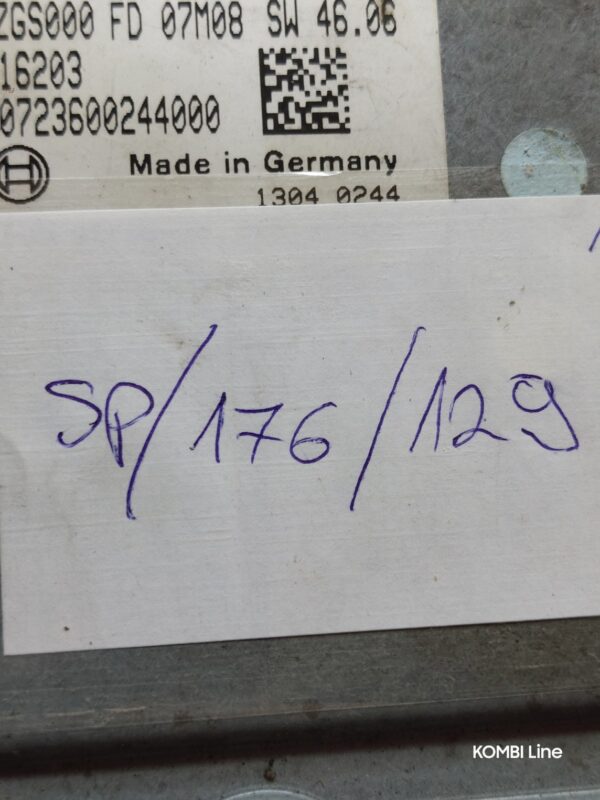 ZGS000 FD 07M08 SW 46.06
16203
0723600244000
Made in Germany
1304 0244
SP/176/129
KOMBI Line